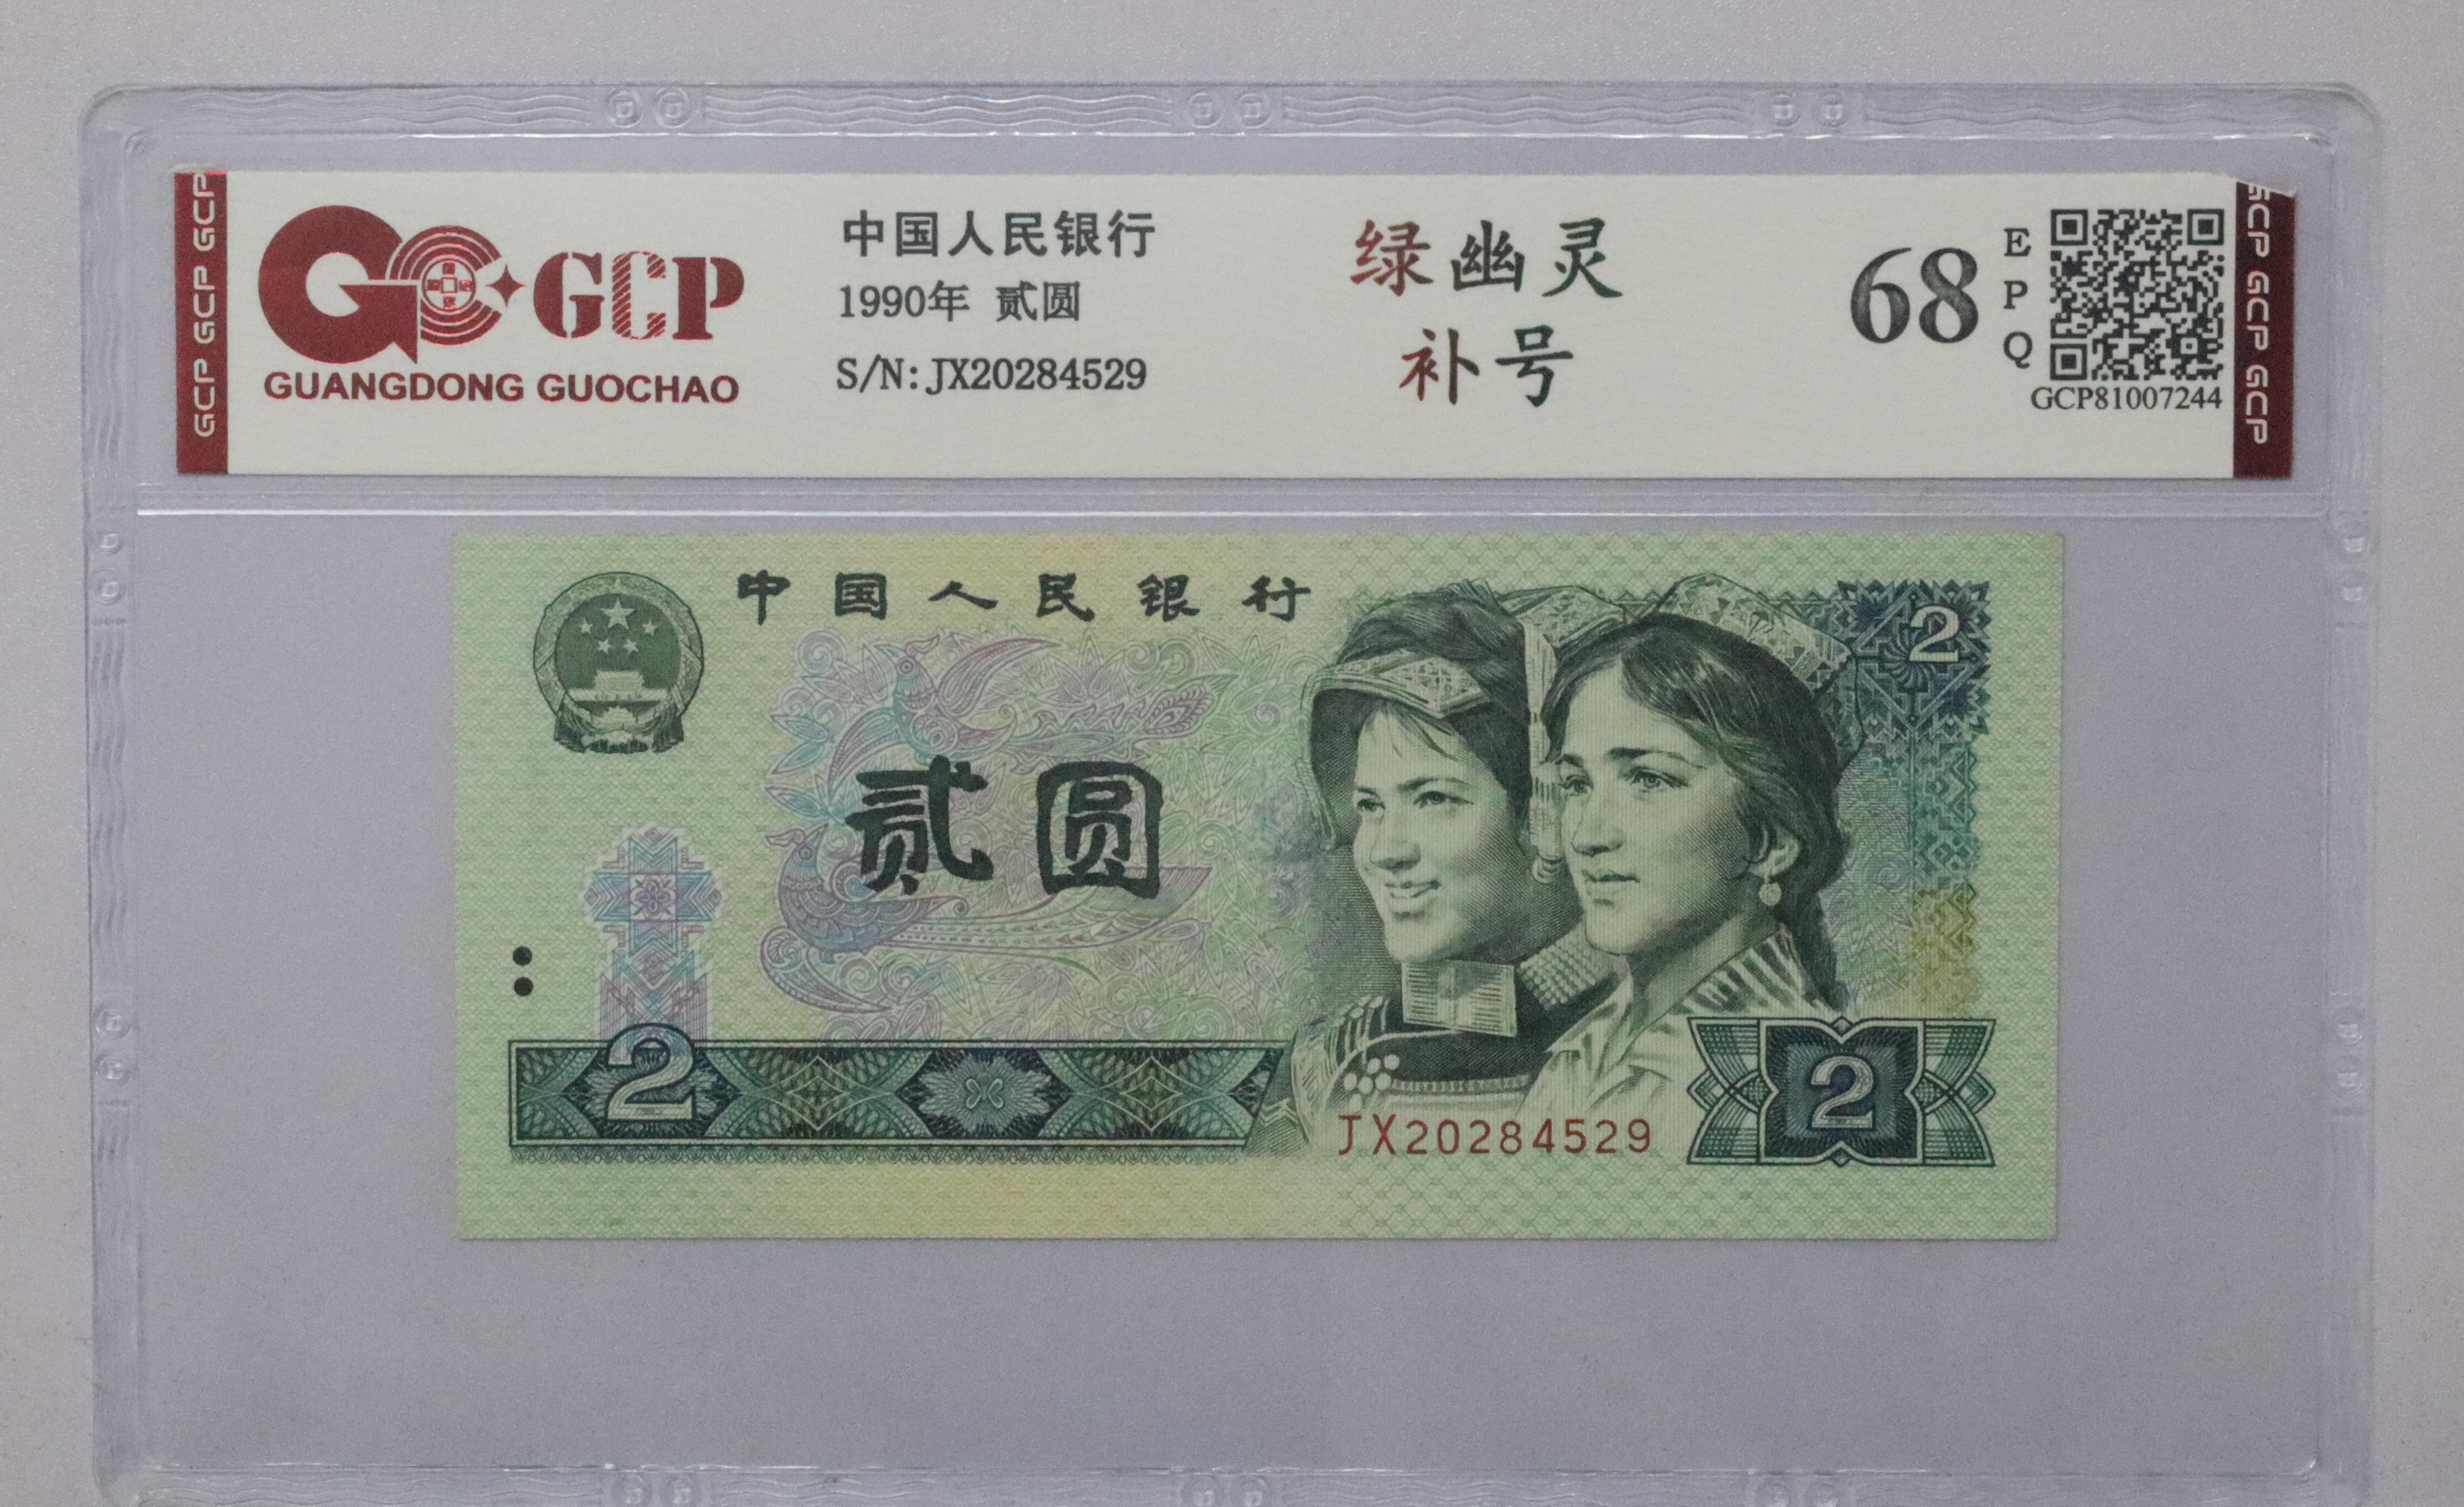 GCP GCP GCP
GCP
GUANGDONG GUOCHAO
中国人民银行
1990年 贰圆
S/N: JX20284529
绿幽灵
补号
68
E
P
Q
GCP81007244
GCP GCP GCP
中国人民银行
2
贰圆
2
JX20284529
2